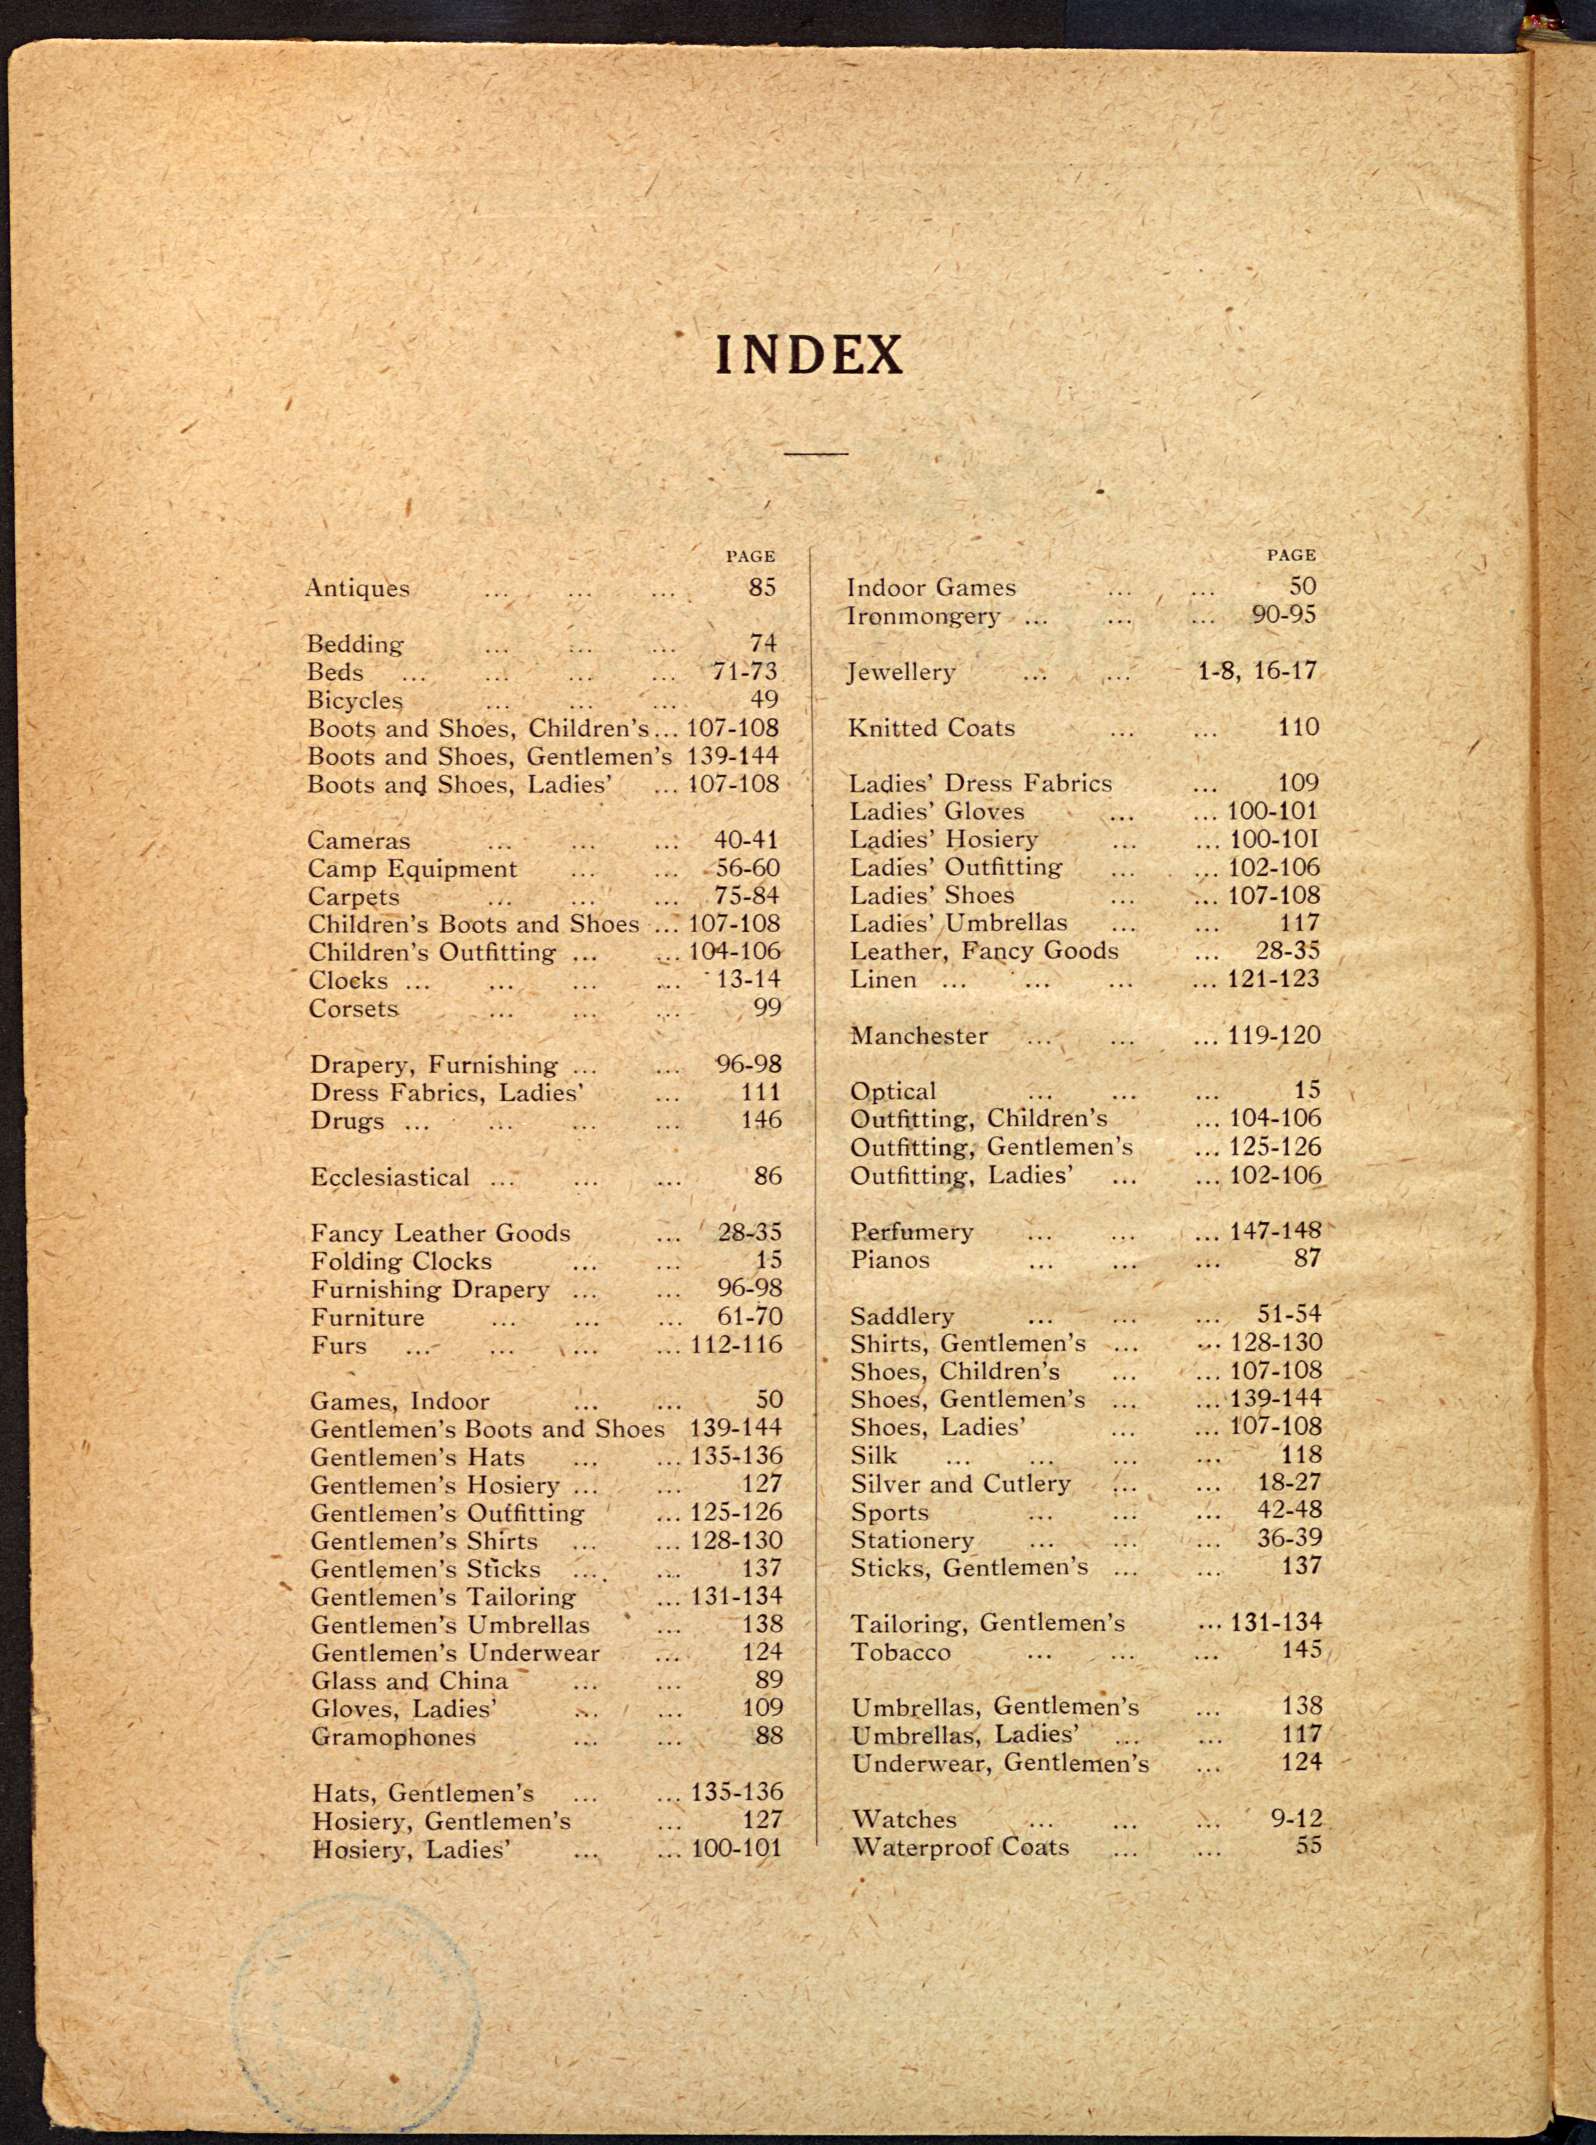 INDEX
PAGE
Antiques ... ... ... 85
Bedding ... ... ... 74
Beds ... ... ... ... 71-73
Bicycles ... ... ... 49
Boots and Shoes, Children's ... 107-108
Boots and Shoes, Gentlemen's 139-144
Boots and Shoes, Ladies' ... 107-108
Cameras ... ... ... 40-41
Camp Equipment ... ... 56-60
Carpets ... ... ... 75-84
Children's Boots and Shoes ... 107-108
Children's Outfitting ... ... 104-106
Clocks ... ... ... ... 13-14
Corsets ... ... ... 99
Drapery, Furnishing ... ... 96-98
Dress Fabrics, Ladies' ... 111
Drugs ... ... ... ... 146
Ecclesiastical ... ... ... 86
Fancy Leather Goods ... 28-35
Folding Clocks ... ... 15
Furnishing Drapery ... ... 96-98
Furniture ... ... ... 61-70
Furs ... ... ... ... 112-116
Games, Indoor ... ... 50
Gentlemen's Boots and Shoes 139-144
Gentlemen's Hats ... ... 135-136
Gentlemen's Hosiery ... ... 127
Gentlemen's Outfitting ... 125-126
Gentlemen's Shirts ... ... 128-130
Gentlemen's Sticks ... ... 137
Gentlemen's Tailoring ... 131-134
Gentlemen's Umbrellas ... 138
Gentlemen's Underwear ... 124
Glass and China ... ... 89
Gloves, Ladies' ... ... 109
Gramophones ... ... 88
Hats, Gentlemen's ... ... 135-136
Hosiery, Gentlemen's ... 127
Hosiery, Ladies' ... ... 100-101
PAGE
Indoor Games ... ... 50
Ironmongery ... ... ... 90-95
Jewellery ... ... 1-8, 16-17
Knitted Coats ... ... 110
Ladies' Dress Fabrics ... 109
Ladies' Gloves ... ... 100-101
Ladies' Hosiery ... ... 100-101
Ladies' Outfitting ... ... 102-106
Ladies' Shoes ... ... 107-108
Ladies' Umbrellas ... ... 117
Leather, Fancy Goods ... 28-35
Linen ... ... ... ... 121-123
Manchester ... ... ... 119-120
Optical ... ... ... 15
Outfitting, Children's ... 104-106
Outfitting, Gentlemen's ... 125-126
Outfitting, Ladies' ... ... 102-106
Perfumery ... ... ... 147-148
Pianos ... ... ... 87
Saddlery ... ... ... 51-54
Shirts, Gentlemen's ... ... 128-130
Shoes, Children's ... ... 107-108
Shoes, Gentlemen's ... ... 139-144
Shoes, Ladies' ... ... 107-108
Silk ... ... ... ... 118
Silver and Cutlery ... ... 18-27
Sports ... ... ... 42-48
Stationery ... ... ... 36-39
Sticks, Gentlemen's ... ... 137
Tailoring, Gentlemen's ... 131-134
Tobacco ... ... ... 145
Umbrellas, Gentlemen's ... 138
Umbrellas, Ladies' ... ... 117
Underwear, Gentlemen's ... 124
Watches ... ... ... 9-12
Waterproof Coats ... ... 55